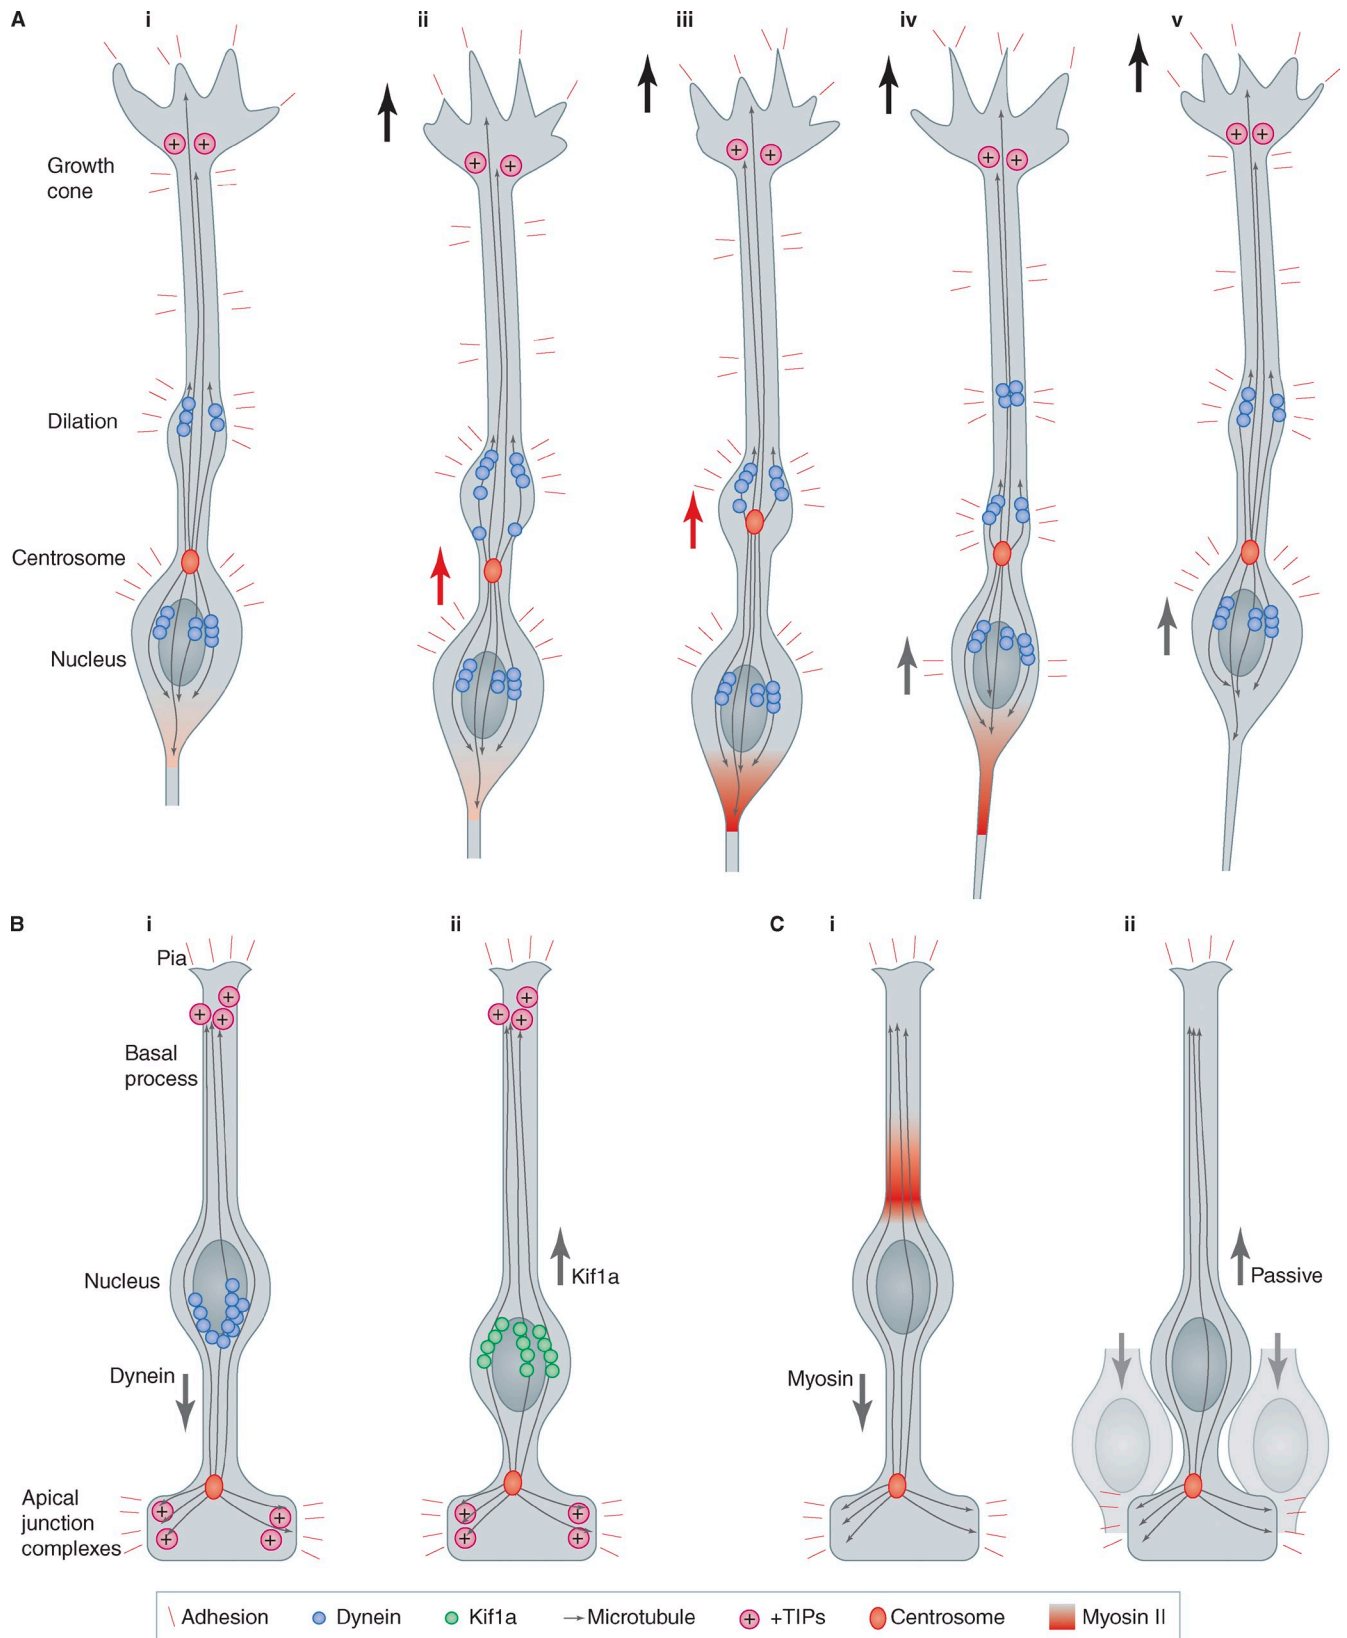 A
i
ii
iii
iv
v
+ +
+ +
+ +
+ +
+ +
Growth
cone
Dilation
Centrosome
Nucleus
B
i
ii
C
i
ii
Pia
+
+ +
+
+ +
Basal
process
Kif1a
Passive
Nucleus
Dynein
Myosin
Apical
junction
complexes
+ +
+ +
+ +
+ +
Adhesion
Dynein
Kif1a
Microtubule
+ +TIPs
Centrosome
Myosin II